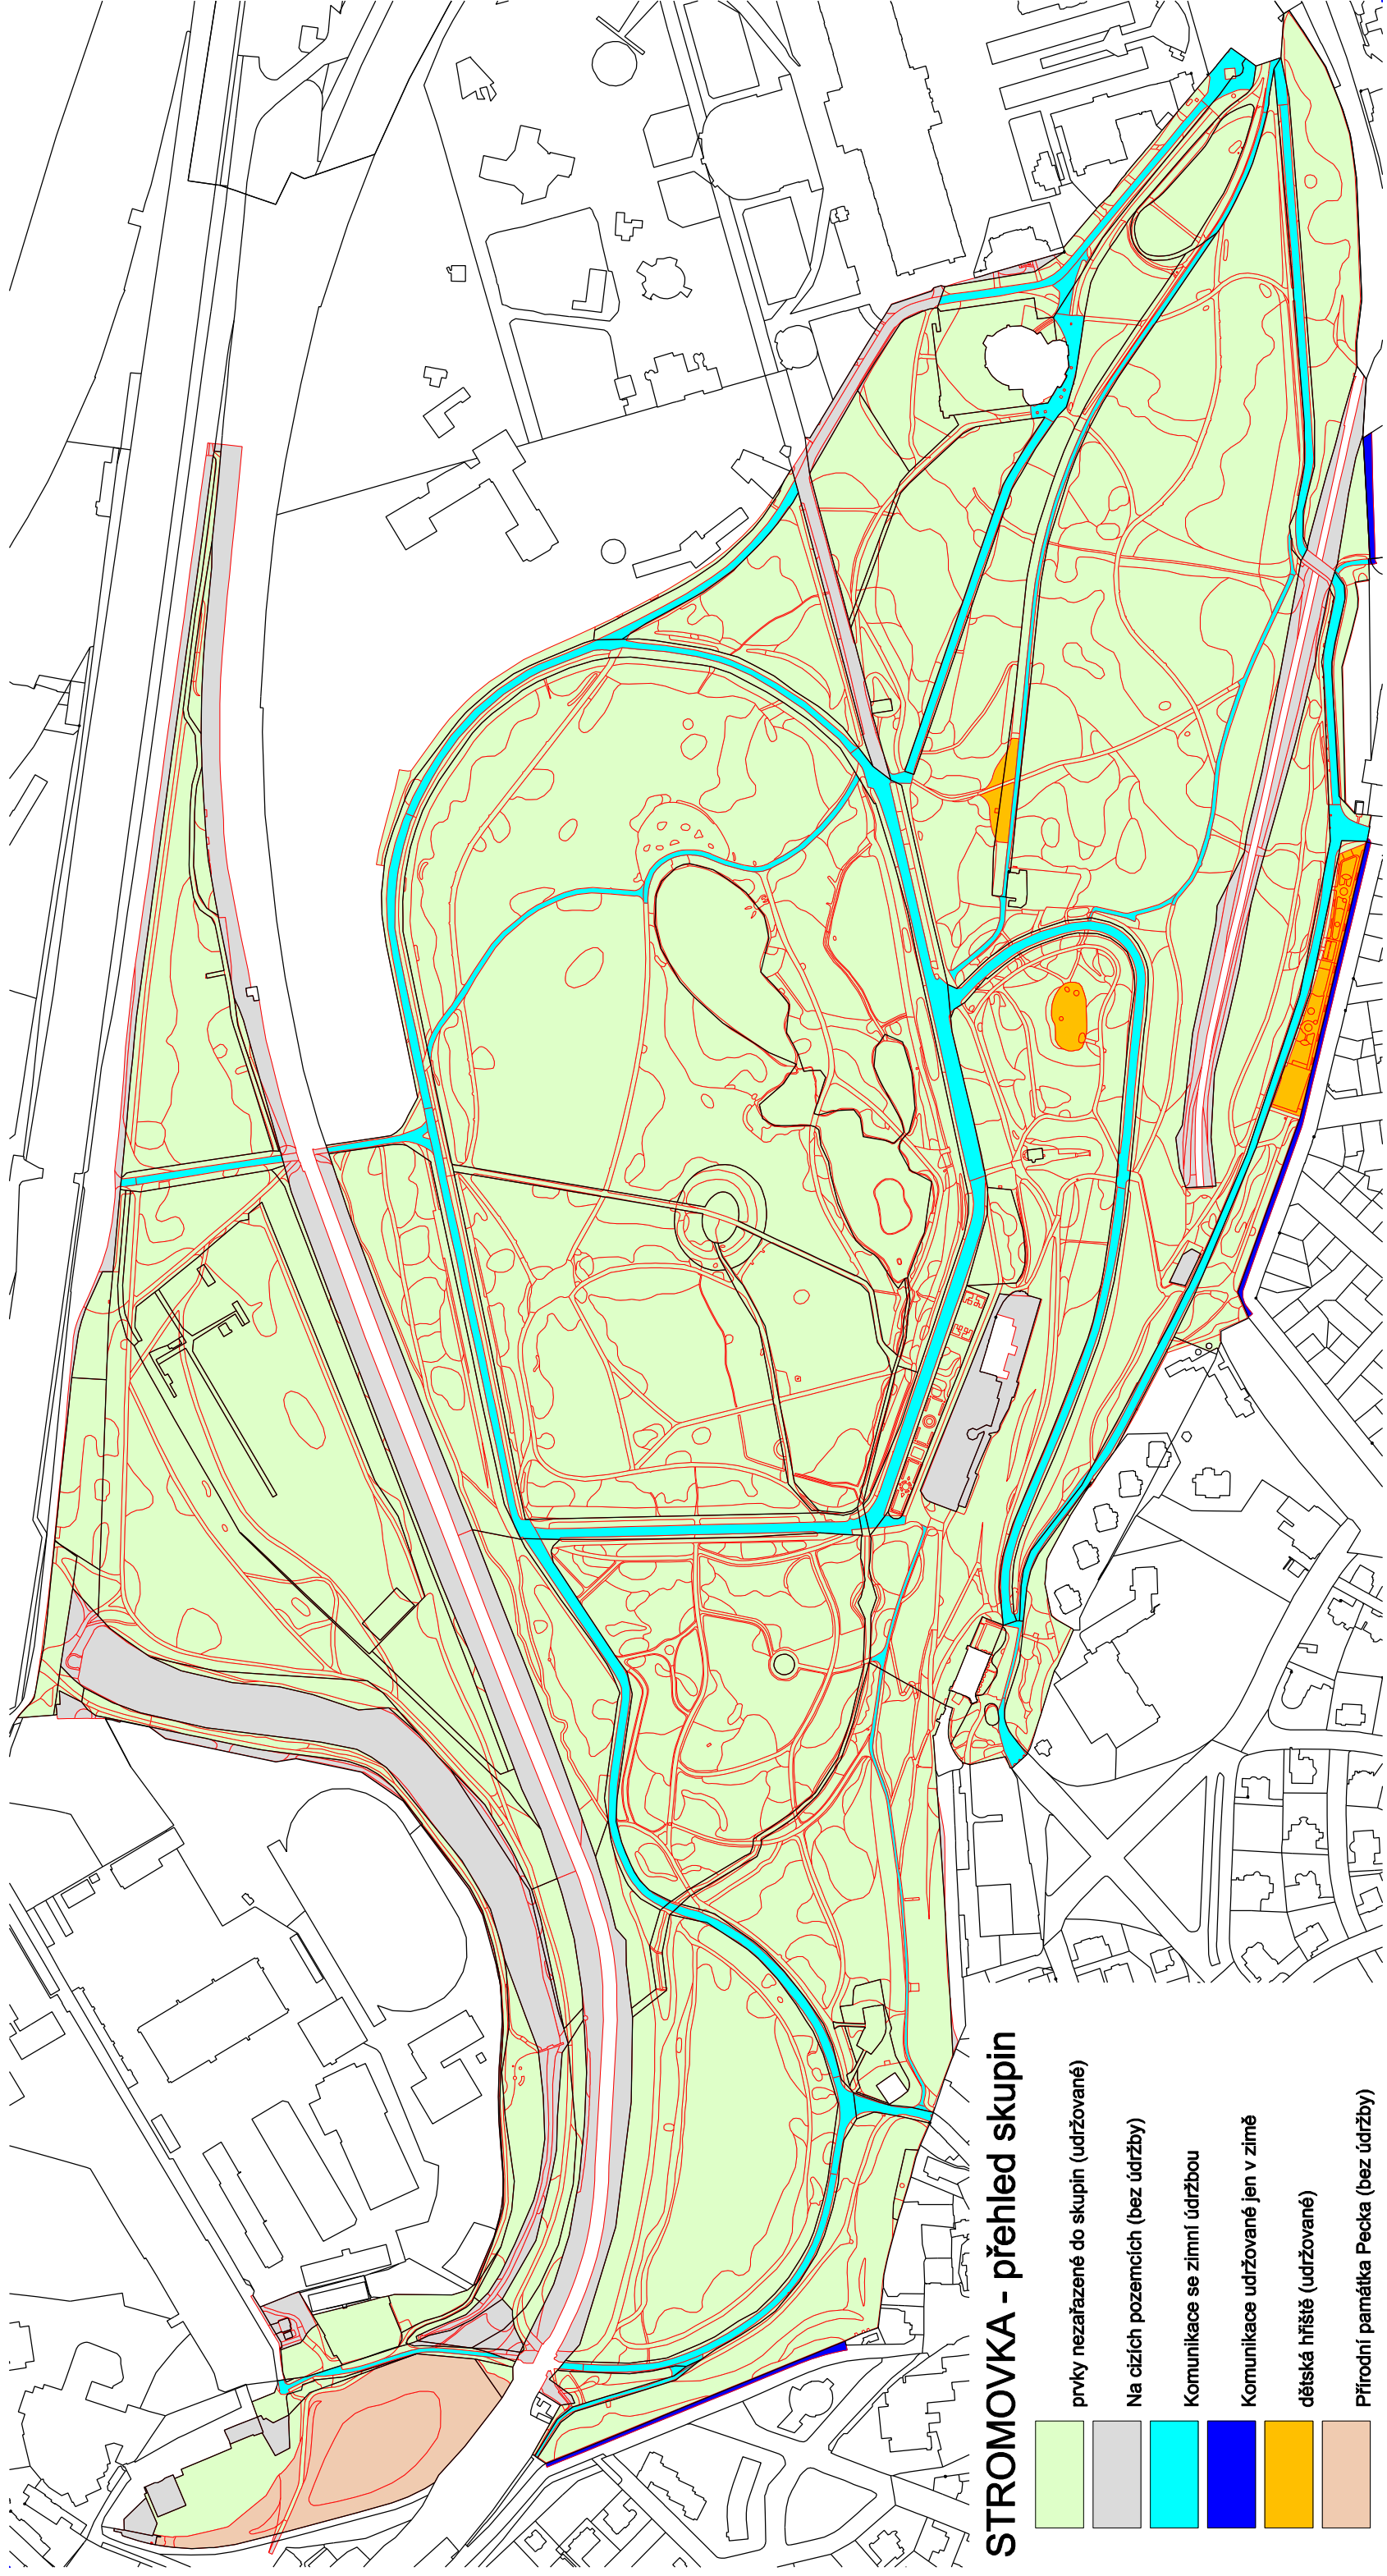 STROMOVKA - přehled skupin
prvky nezařazené do skupin (udržované)
Na cizích pozemcích (bez údržby)
Komunikace se zimní údržbou
Komunikace udržované jen v zimě
dětská hřiště (udržované)
Přírodní památka Pecka (bez údržby)